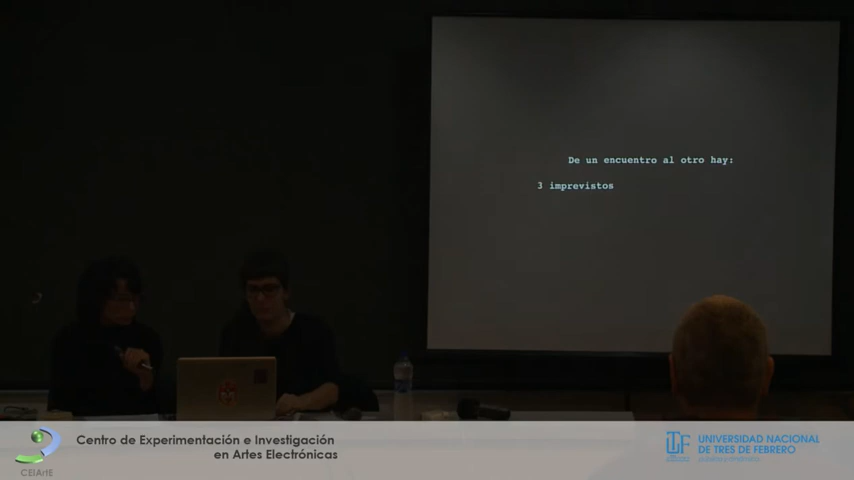 De un encuentro al otro hay:
3 imprevistos
Centro de Experimentación e Investigación
en Artes Electrónicas
CEIArtE
UNIVERSIDAD NACIONAL
DE TRES DE FEBRERO